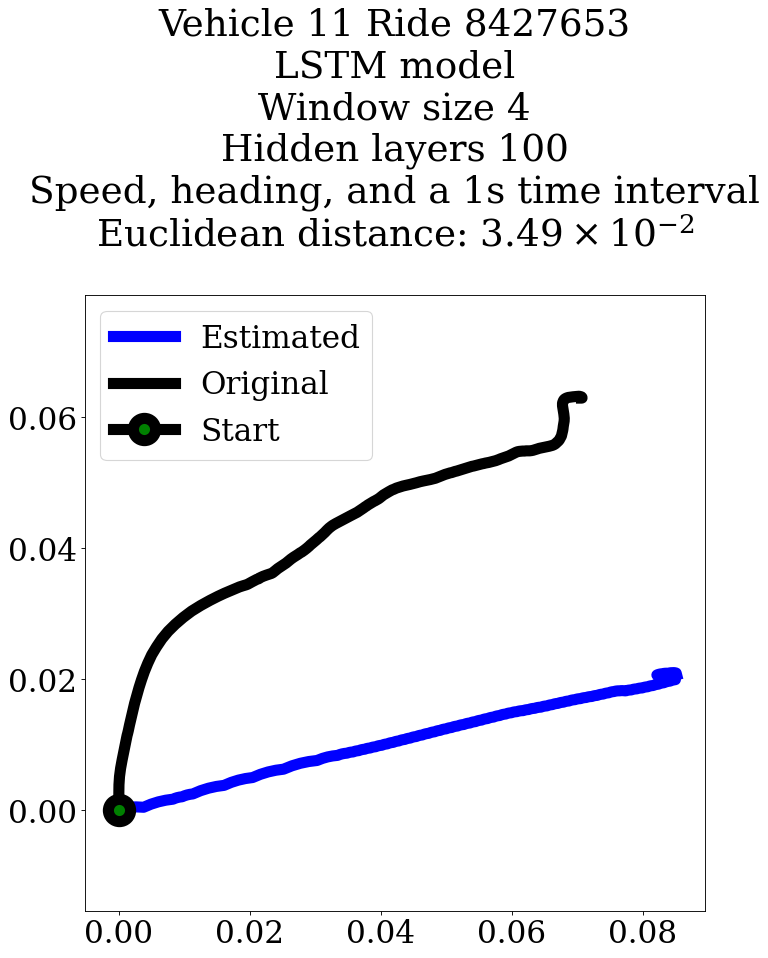 Vehicle 11 Ride 8427653
LSTM model
Window size 4
Hidden layers 100
Speed, heading, and a 1s time interval
Euclidean distance: 3.49 × 10⁻²
Estimated
Original
Start
0.06
0.04
0.02
0.00
0.00 0.02 0.04 0.06 0.08